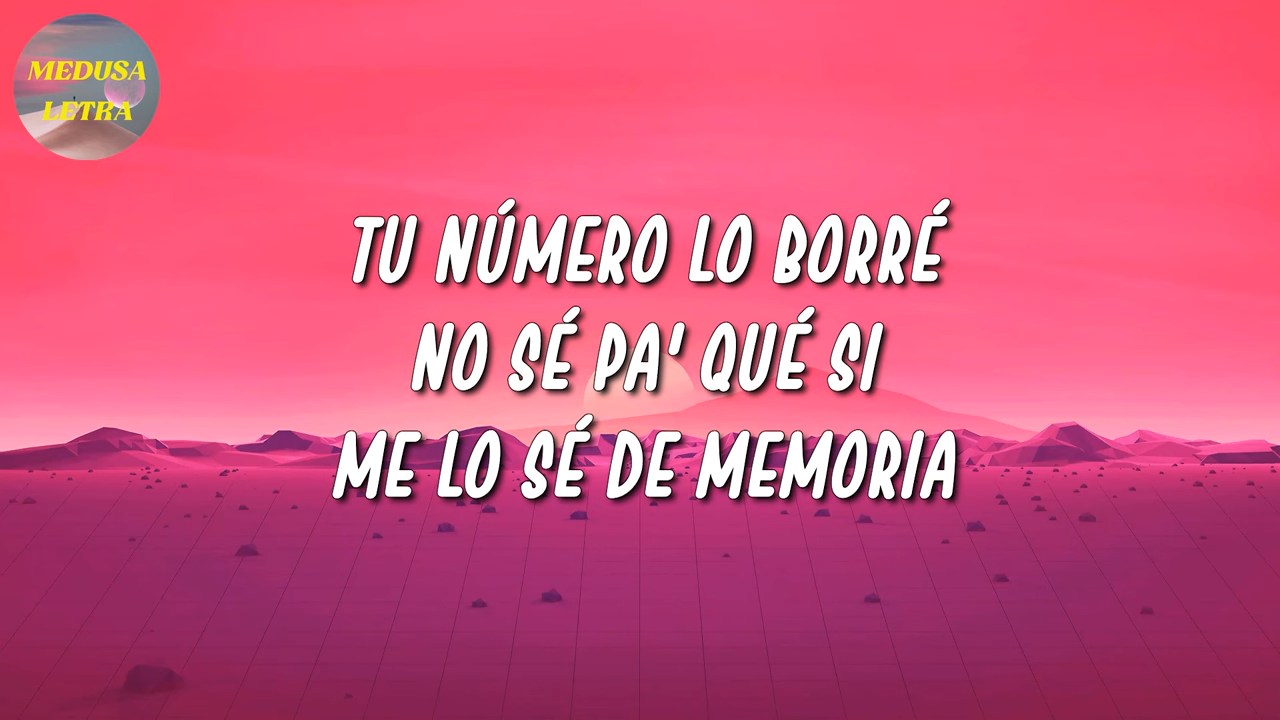 MEDUSA
LETRA
TU NÚMERO LO BORRÉ
NO SÉ PA' QUÉ SI
ME LO SÉ DE MEMORIA